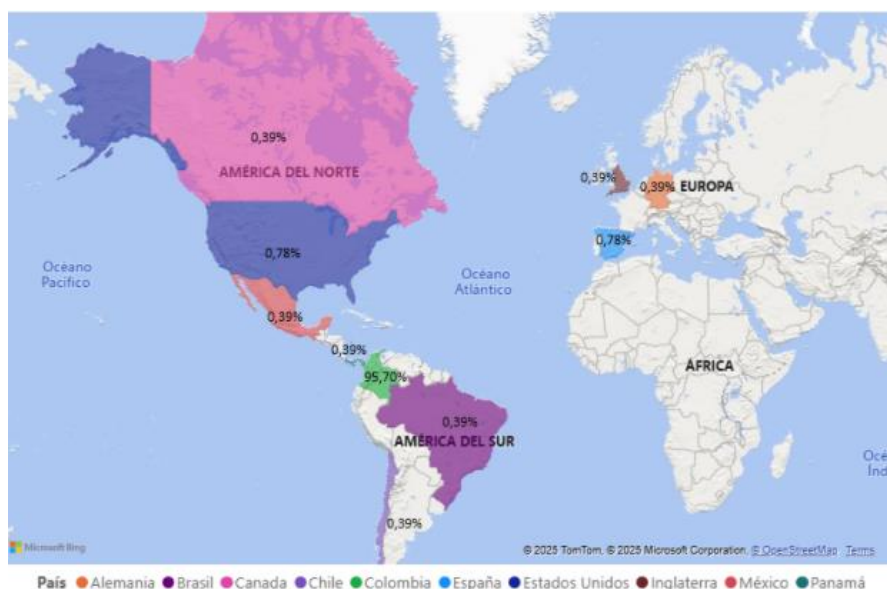 0,39%
AMÉRICA DEL NORTE
0,39%
0,39%
EUROPA
0,78%
0,78%
Océano
Pacífico
Océano
Atlántico
0,39%
0,39%
95,70%
ÁFRICA
0,39%
AMÉRICA DEL SUR
Océ
Índ
0,39%
Microsoft Bing
© 2025 TomTom, © 2025 Microsoft Corporation, © OpenStreetMap Terms
País Alemania Brasil Canada Chile Colombia España Estados Unidos Inglaterra México Panamá